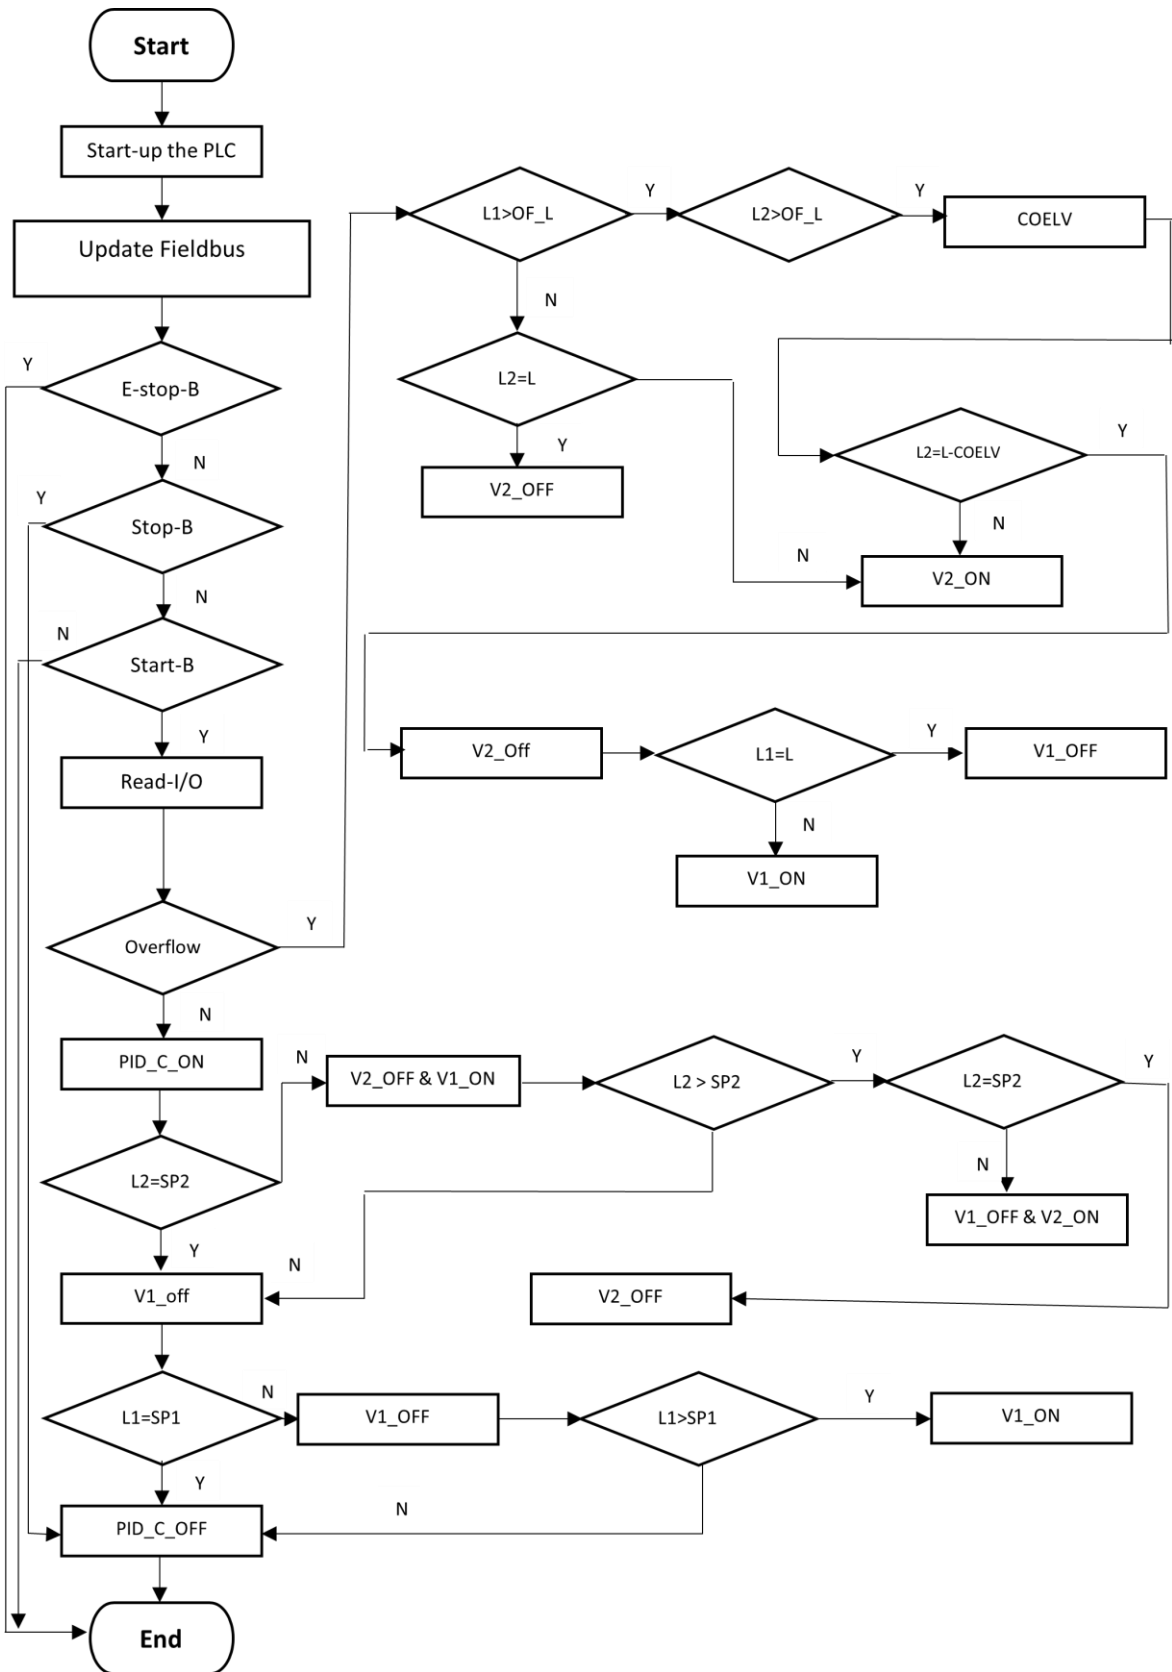 Start
Start-up the PLC
Update Fieldbus
Y
E-stop-B
N
Y
Stop-B
N
N
Start-B
Y
Read-I/O
Y
Overflow
N
PID_C_ON
L2=SP2
Y
V1_off
L1=SP1
Y
PID_C_OFF
End
L1>OF_L
Y
L2>OF_L
Y
COELV
N
L2=L
Y
V2_OFF
N
L2=L-COELV
Y
N
V2_ON
V2_Off
L1=L
Y
V1_OFF
N
V1_ON
N
V2_OFF & V1_ON
L2 > SP2
Y
L2=SP2
Y
N
V1_OFF & V2_ON
N
V2_OFF
N
V1_OFF
L1>SP1
Y
V1_ON
N